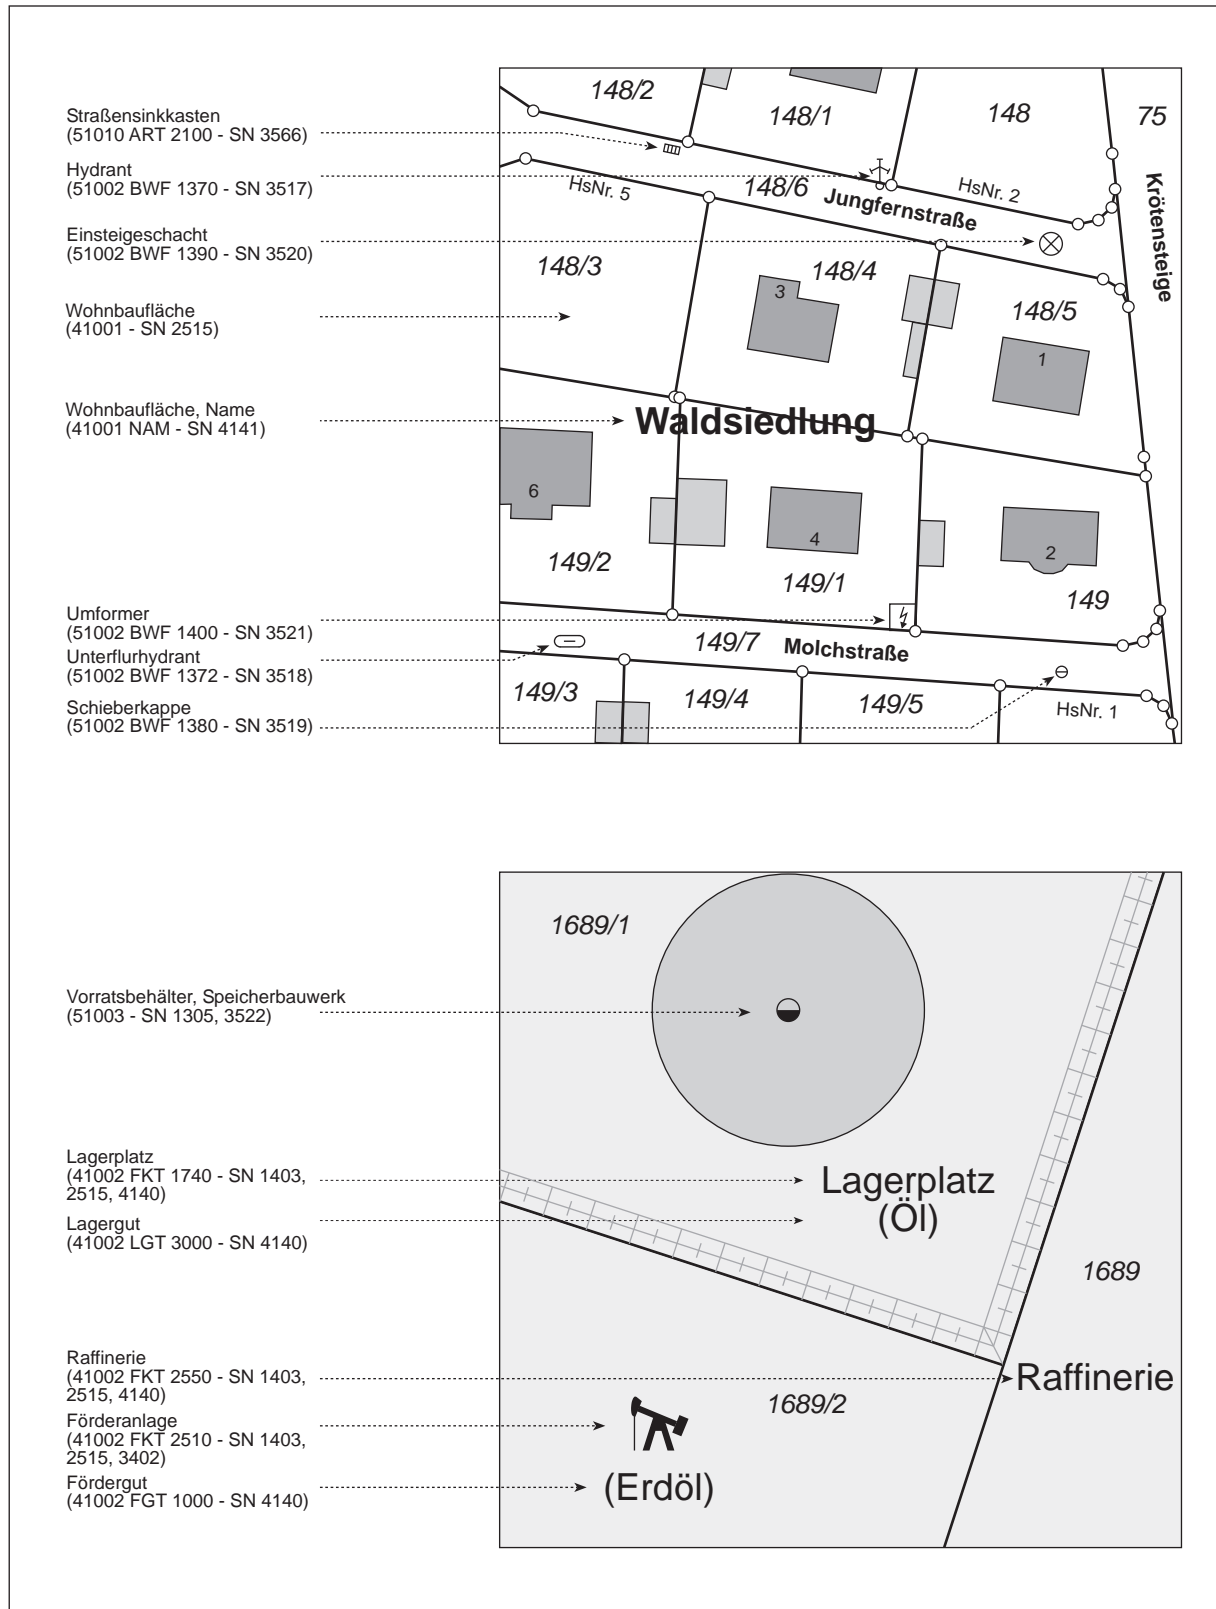 Straßensinkkasten
(51010 ART 2100 - SN 3566)
Hydrant
(51002 BWF 1370 - SN 3517)
Einsteigeschacht
(51002 BWF 1390 - SN 3520)
Wohnbaufläche
(41001 - SN 2515)
Wohnbaufläche, Name
(41001 NAM - SN 4141)
Umformer
(51002 BWF 1400 - SN 3521)
Unterflurhydrant
(51002 BWF 1372 - SN 3518)
Schieberkappe
(51002 BWF 1380 - SN 3519)
148/2
148/1
148
75
HsNr. 5
148/6
Jungfernstraße
HsNr. 2
Krötensteige
148/3
148/4
148/5
3
1
Waldsiedlung
6
4
2
149/2
149/1
149
149/7
Molchstraße
149/3
149/4
149/5
HsNr. 1
Vorratsbehälter, Speicherbauwerk
(51003 - SN 1305, 3522)
Lagerplatz
(41002 FKT 1740 - SN 1403,
2515, 4140)
Lagergut
(41002 LGT 3000 - SN 4140)
Raffinerie
(41002 FKT 2550 - SN 1403,
2515, 4140)
Förderanlage
(41002 FKT 2510 - SN 1403,
2515, 3402)
Fördergut
(41002 FGT 1000 - SN 4140)
1689/1
Lagerplatz
(Öl)
1689
Raffinerie
1689/2
(Erdöl)